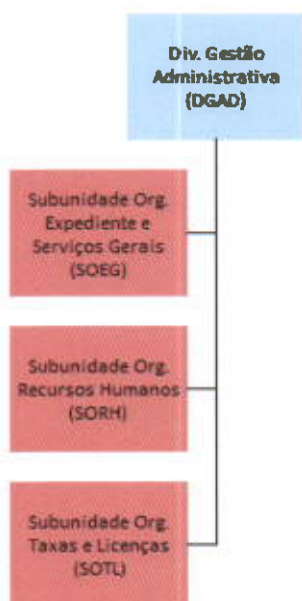 Div. Gestão
Administrativa
(DGAD)
Subunidade Org.
Expediente e
Serviços Gerais
(SOEG)
Subunidade Org.
Recursos Humanos
(SORH)
Subunidade Org.
Taxas e Licenças
(SOTL)